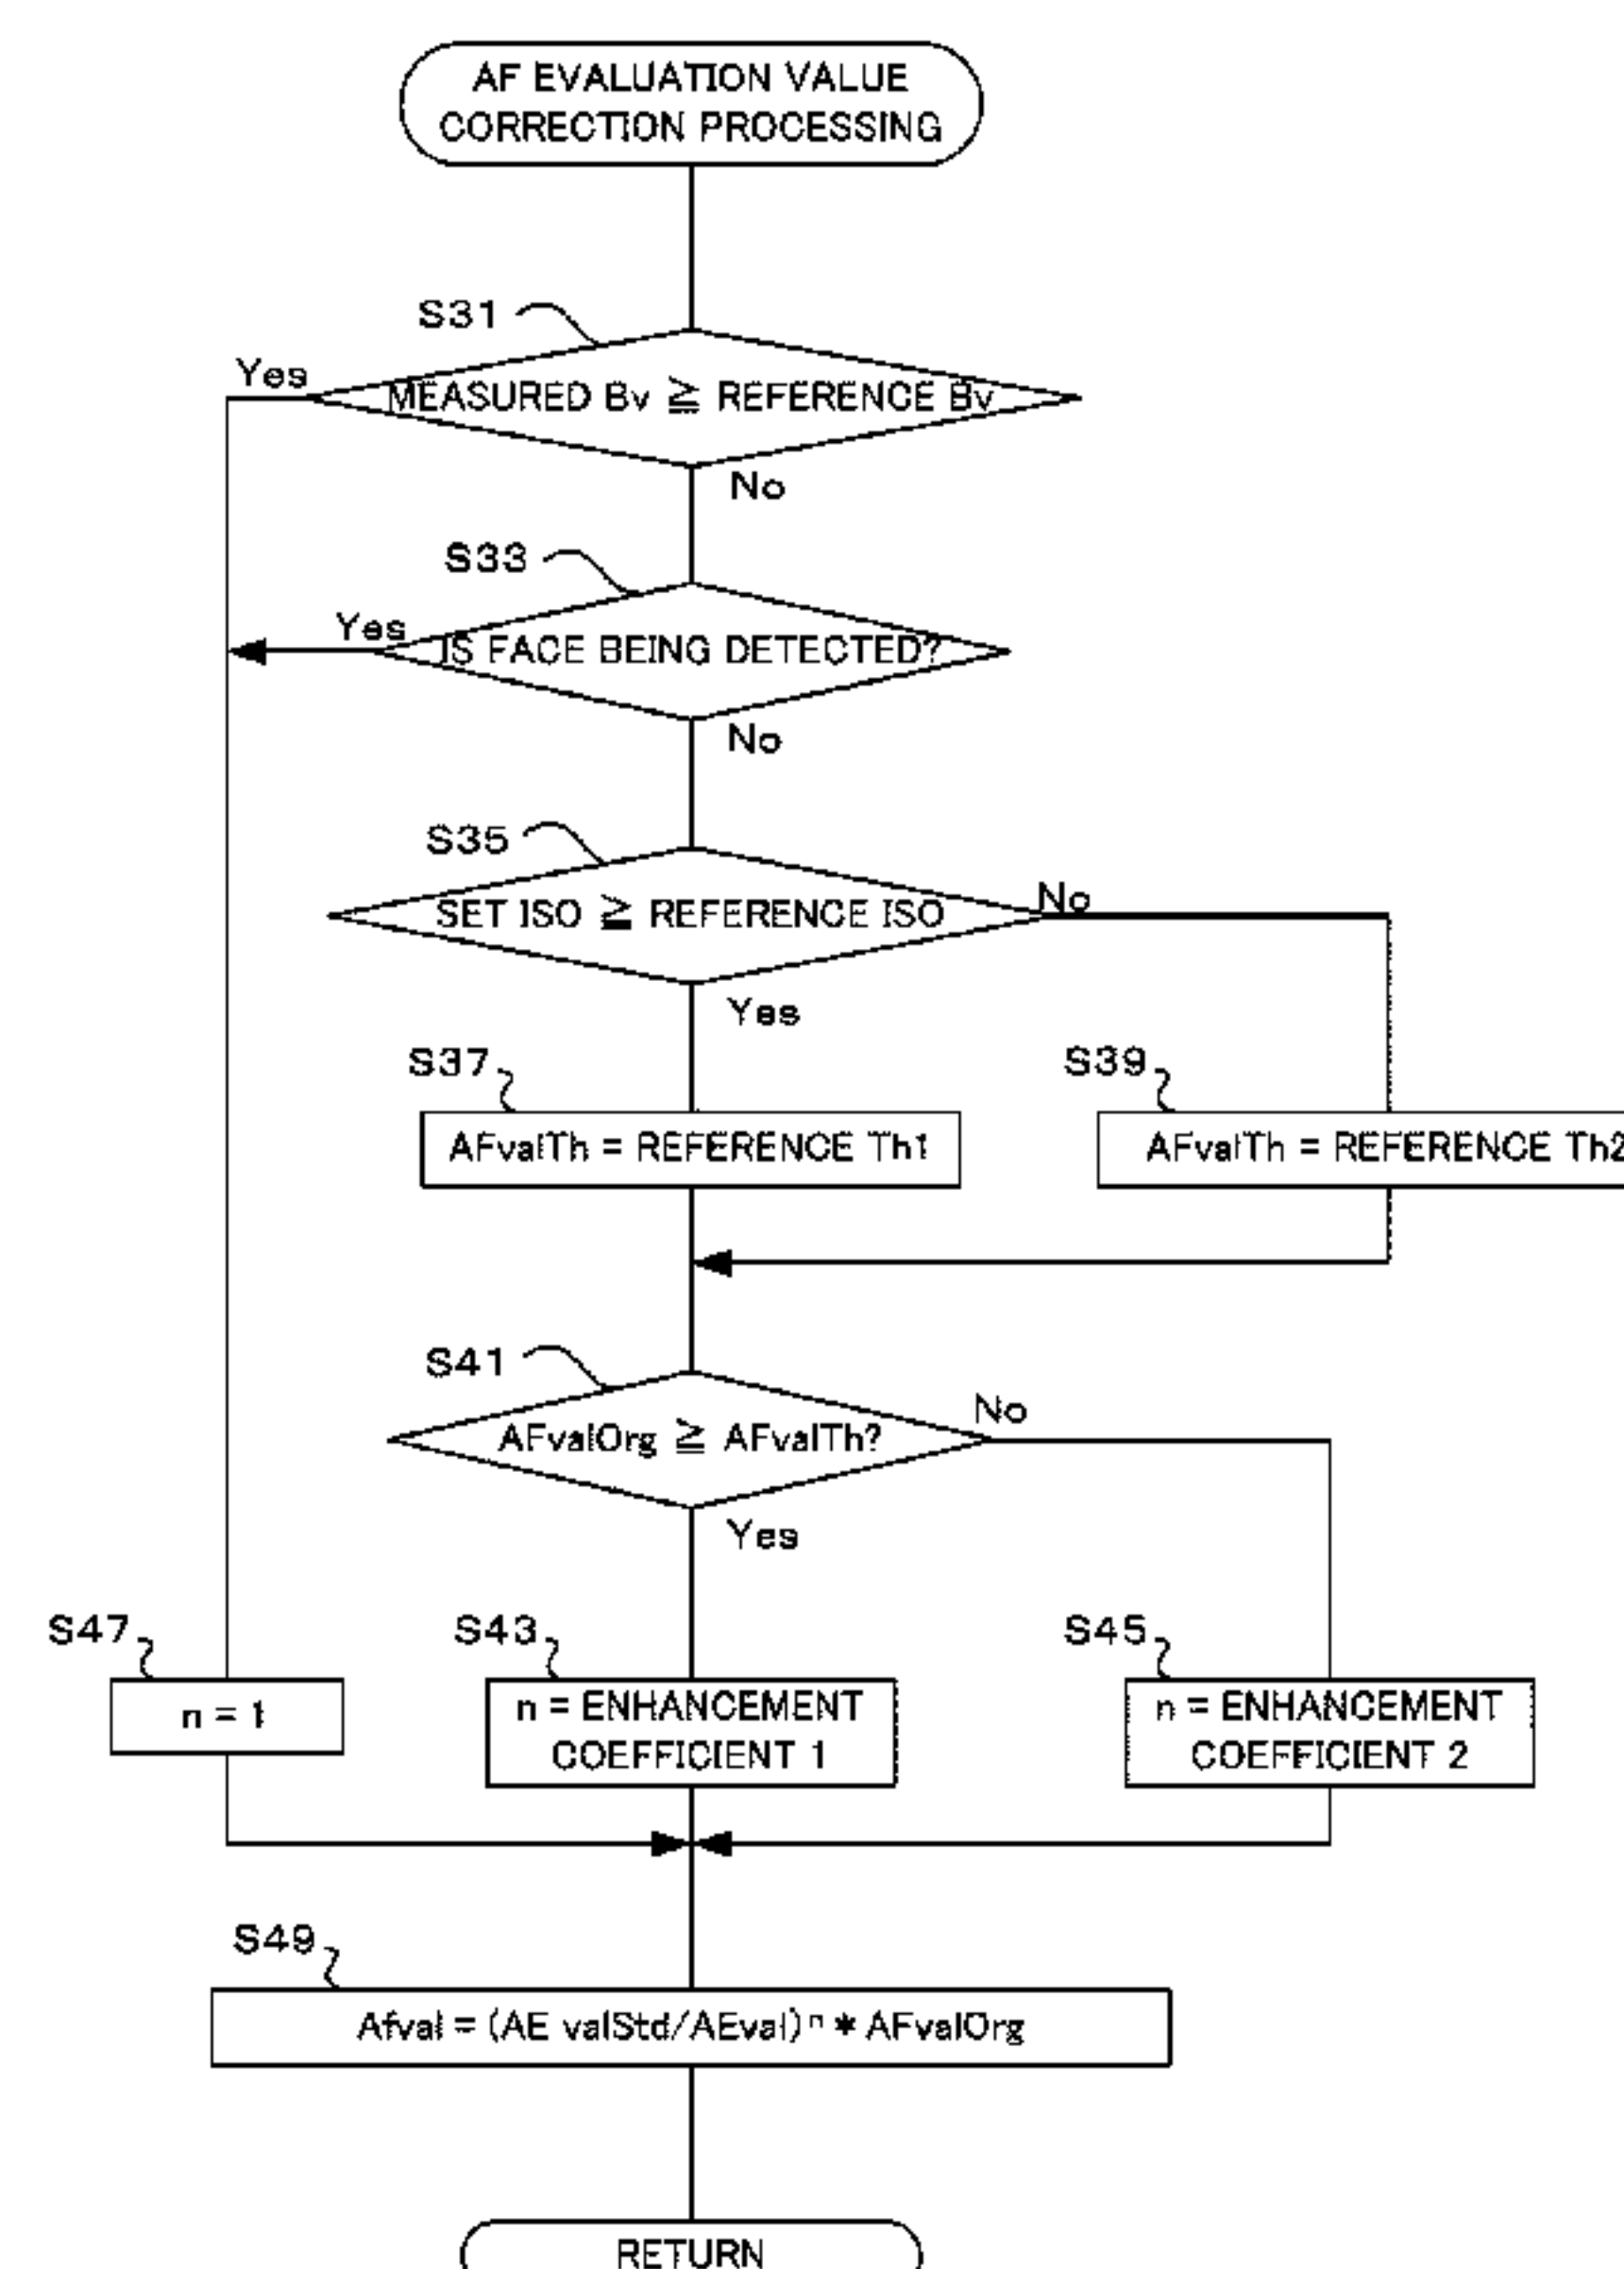 AF EVALUATION VALUE
CORRECTION PROCESSING
S31
Yes
MEASURED Bv ≧ REFERENCE Bv
No
S33
Yes
IS FACE BEING DETECTED?
No
S35
SET ISO ≧ REFERENCE ISO
No
Yes
S37
S39
AFvalTh = REFERENCE Th1
AFvalTh = REFERENCE Th2
S41
AFvalOrg ≧ AFvalTh?
No
Yes
S47
S43
S45
n = 1
n = ENHANCEMENT
COEFFICIENT 1
n = ENHANCEMENT
COEFFICIENT 2
S49
Afval = (AE valStd/AEval)ⁿ * AFvalOrg
RETURN